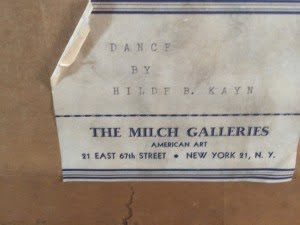 DANCE
BY
HILDE B. KAYN
THE MILCH GALLERIES
AMERICAN ART
21 EAST 67th STREET • NEW YORK 21, N. Y.